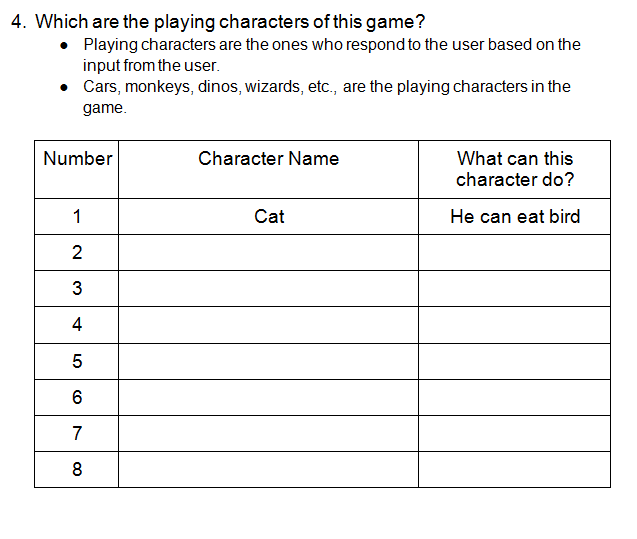 4. Which are the playing characters of this game?
● Playing characters are the ones who respond to the user based on the
input from the user.
● Cars, monkeys, dinos, wizards, etc., are the playing characters in the
game.
Number Character Name What can this
character do?
1 Cat He can eat bird
2
3
4
5
6
7
8